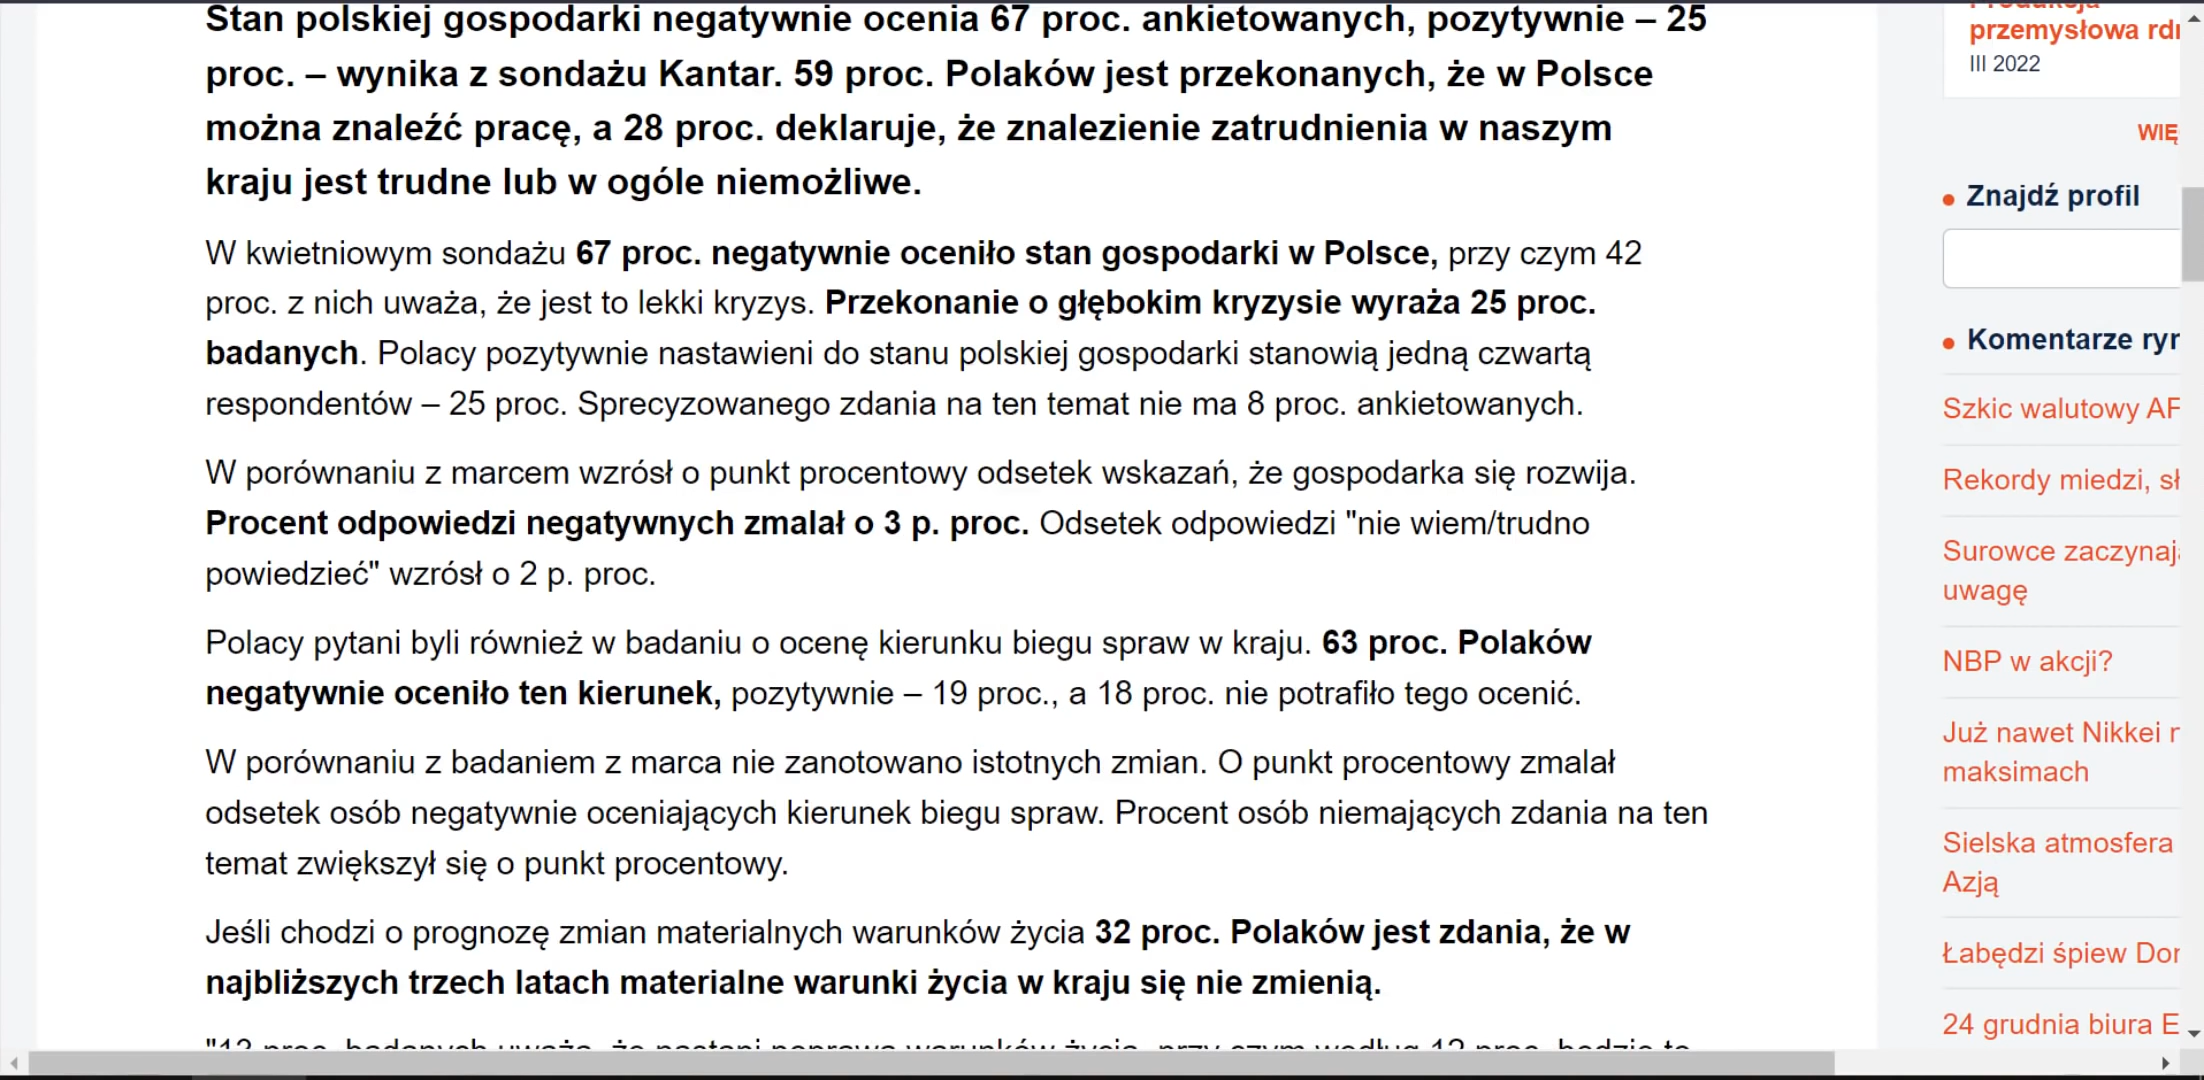 Stan polskiej gospodarki negatywnie ocenia 67 proc. ankietowanych, pozytywnie – 25
proc. – wynika z sondażu Kantar. 59 proc. Polaków jest przekonanych, że w Polsce
można znaleźć pracę, a 28 proc. deklaruje, że znalezienie zatrudnienia w naszym
kraju jest trudne lub w ogóle niemożliwe.
W kwietniowym sondażu 67 proc. negatywnie oceniło stan gospodarki w Polsce, przy czym 42
proc. z nich uważa, że jest to lekki kryzys. Przekonanie o głębokim kryzysie wyraża 25 proc.
badanych. Polacy pozytywnie nastawieni do stanu polskiej gospodarki stanowią jedną czwartą
respondentów – 25 proc. Sprecyzowanego zdania na ten temat nie ma 8 proc. ankietowanych.
W porównaniu z marcem wzrósł o punkt procentowy odsetek wskazań, że gospodarka się rozwija.
Procent odpowiedzi negatywnych zmalał o 3 p. proc. Odsetek odpowiedzi "nie wiem/trudno
powiedzieć" wzrósł o 2 p. proc.
Polacy pytani byli również w badaniu o ocenę kierunku biegu spraw w kraju. 63 proc. Polaków
negatywnie oceniło ten kierunek, pozytywnie – 19 proc., a 18 proc. nie potrafiło tego ocenić.
W porównaniu z badaniem z marca nie zanotowano istotnych zmian. O punkt procentowy zmalał
odsetek osób negatywnie oceniających kierunek biegu spraw. Procent osób niemających zdania na ten
temat zwiększył się o punkt procentowy.
Jeśli chodzi o prognozę zmian materialnych warunków życia 32 proc. Polaków jest zdania, że w
najbliższych trzech latach materialne warunki życia w kraju się nie zmienią.
Produkcja
przemysłowa rdr
III 2022
WIĘ
Znajdź profil
Komentarze ryn
Szkic walutowy AF
Rekordy miedzi, sł
Surowce zaczynają
uwagę
NBP w akcji?
Już nawet Nikkei
maksimach
Sielska atmosfera
Azją
Łabędzi śpiew Don
24 grudnia biura E